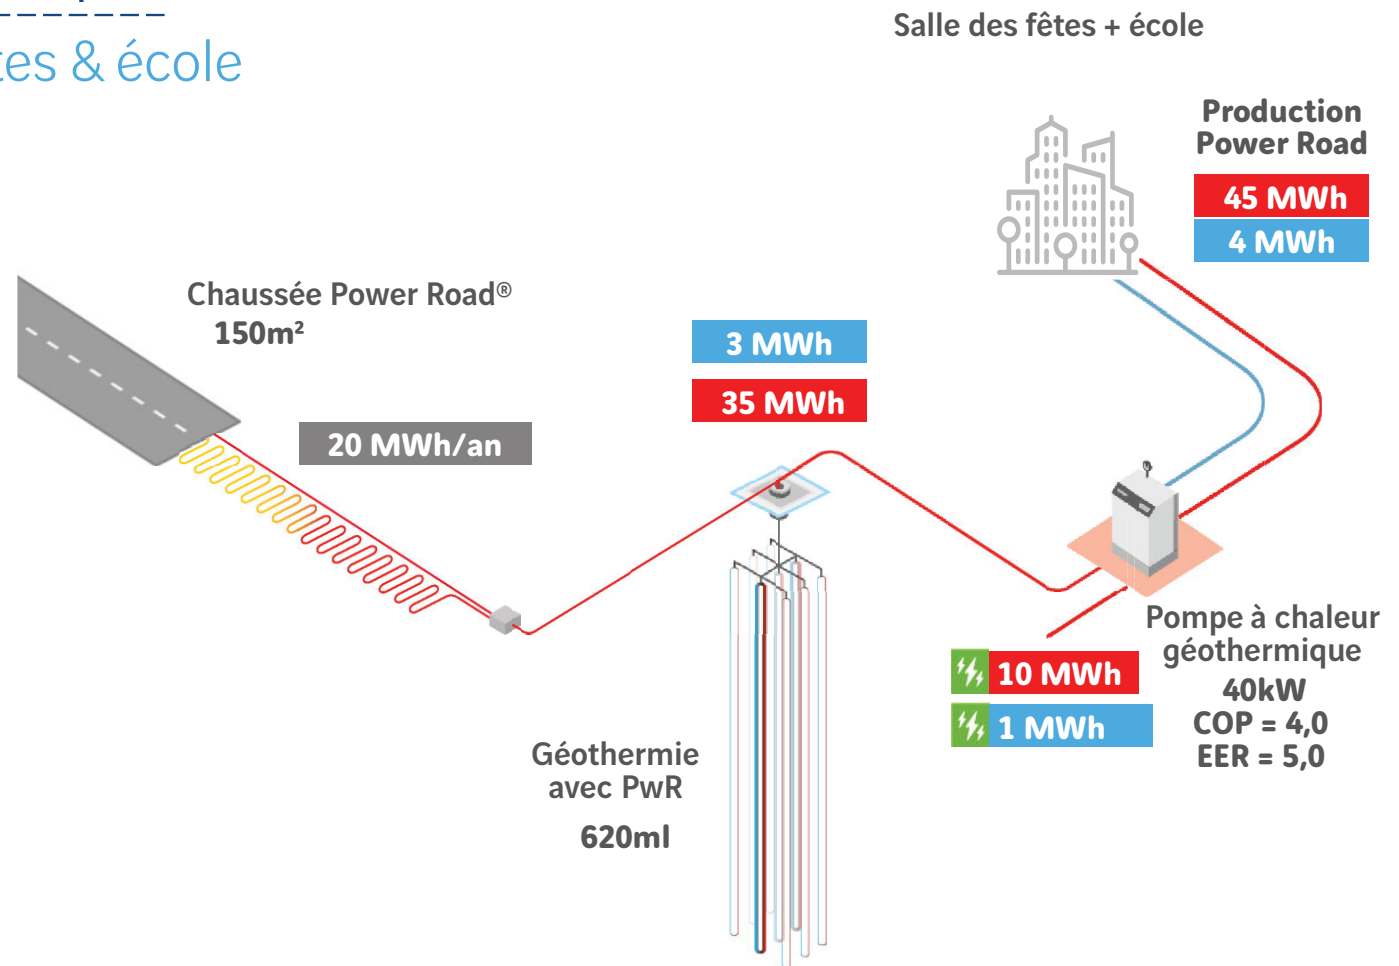 & école
Salle des fêtes + école
Production
Power Road
45 MWh
4 MWh
Chaussée Power Road®
150m²
20 MWh/an
3 MWh
35 MWh
10 MWh
1 MWh
Pompe à chaleur
géothermique
40kW
COP = 4,0
EER = 5,0
Géothermie
avec PwR
620ml